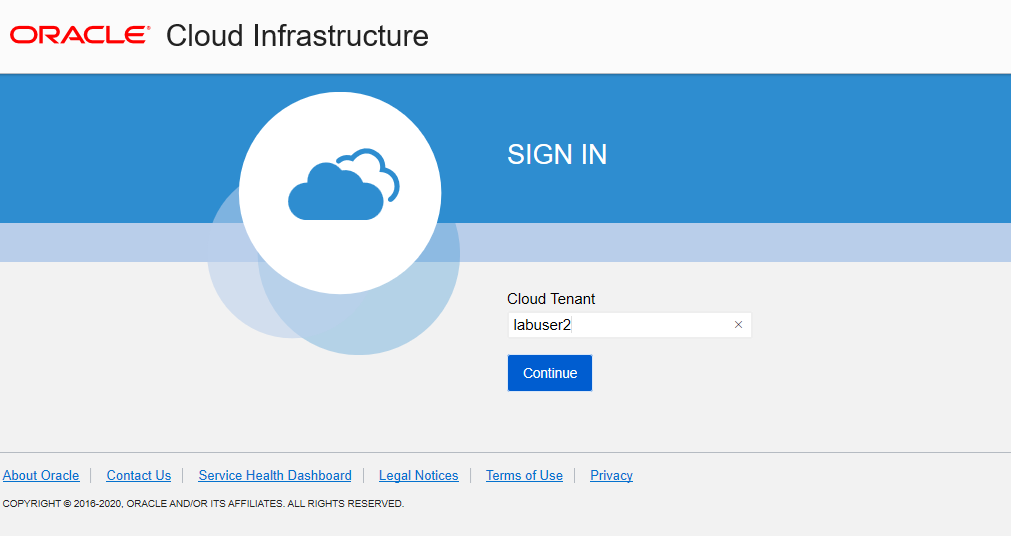 ORACLE® Cloud Infrastructure
SIGN IN
Cloud Tenant
labuser2
Continue
About Oracle
Contact Us
Service Health Dashboard
Legal Notices
Terms of Use
Privacy
COPYRIGHT © 2016-2020, ORACLE AND/OR ITS AFFILIATES. ALL RIGHTS RESERVED.